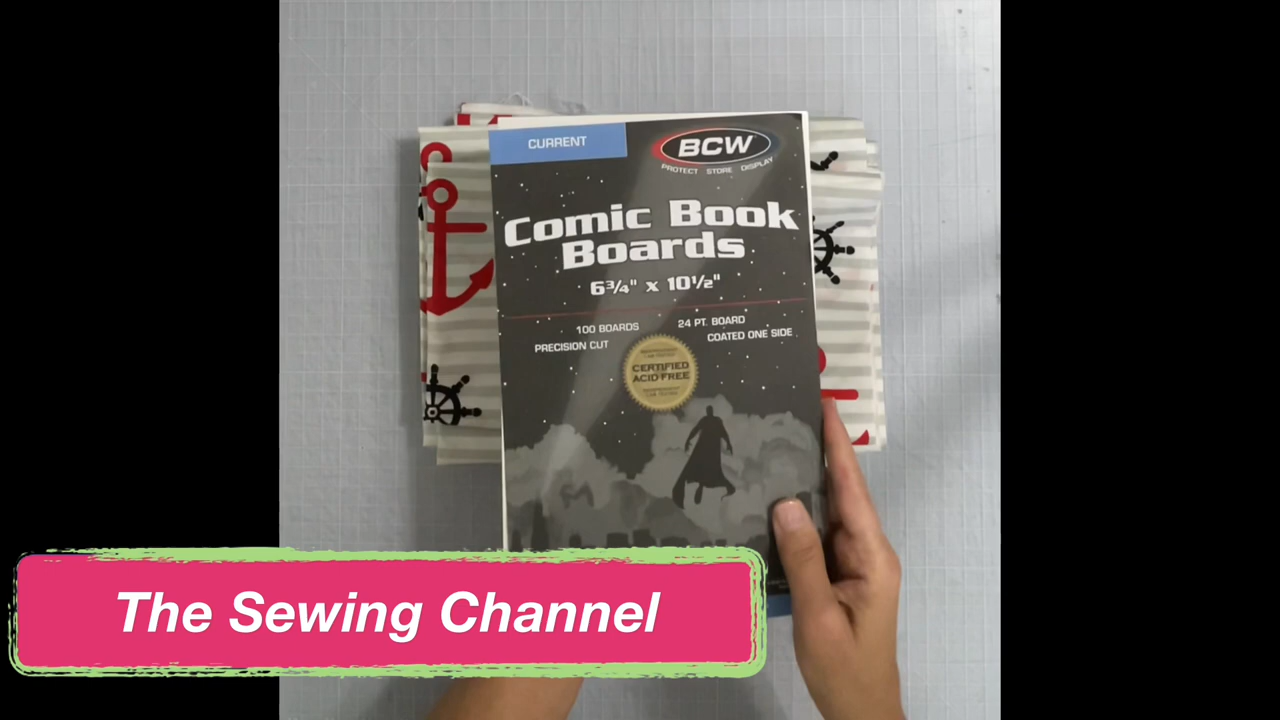 CURRENT
BCW
PROTECT STORE DISPLAY
Comic Book
Boards
6¾" x 10½"
100 BOARDS
24 PT. BOARD
PRECISION CUT
COATED ONE SIDE
CERTIFIED
ACID FREE
The Sewing Channel